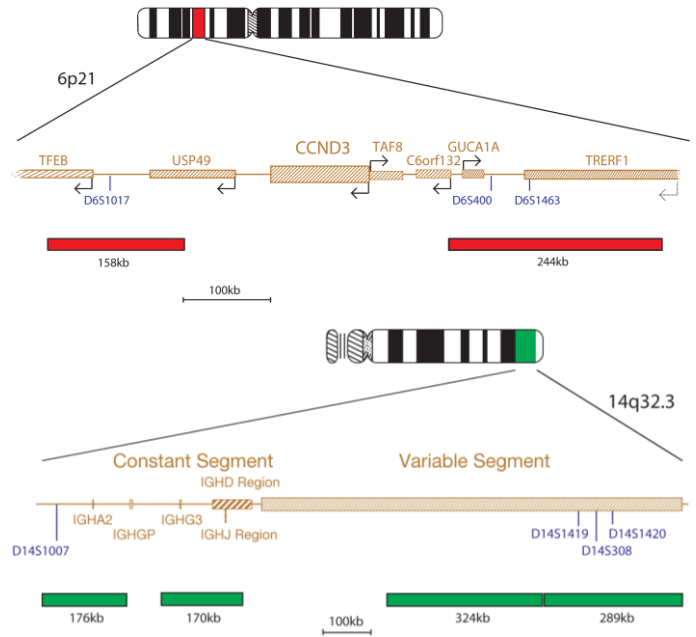 6p21
CCND3
TFEB USP49 TAF8 C6orf132 GUCA1A TRERF1
D6S1017 D6S400 D6S1463
158kb 244kb
100kb
14q32.3
Constant Segment Variable Segment
IGHD Region
IGHA2 IGHG3
IGHGP IGHJ Region
D14S1007 D14S1419 D14S1420
D14S308
176kb 170kb 324kb 289kb
100kb